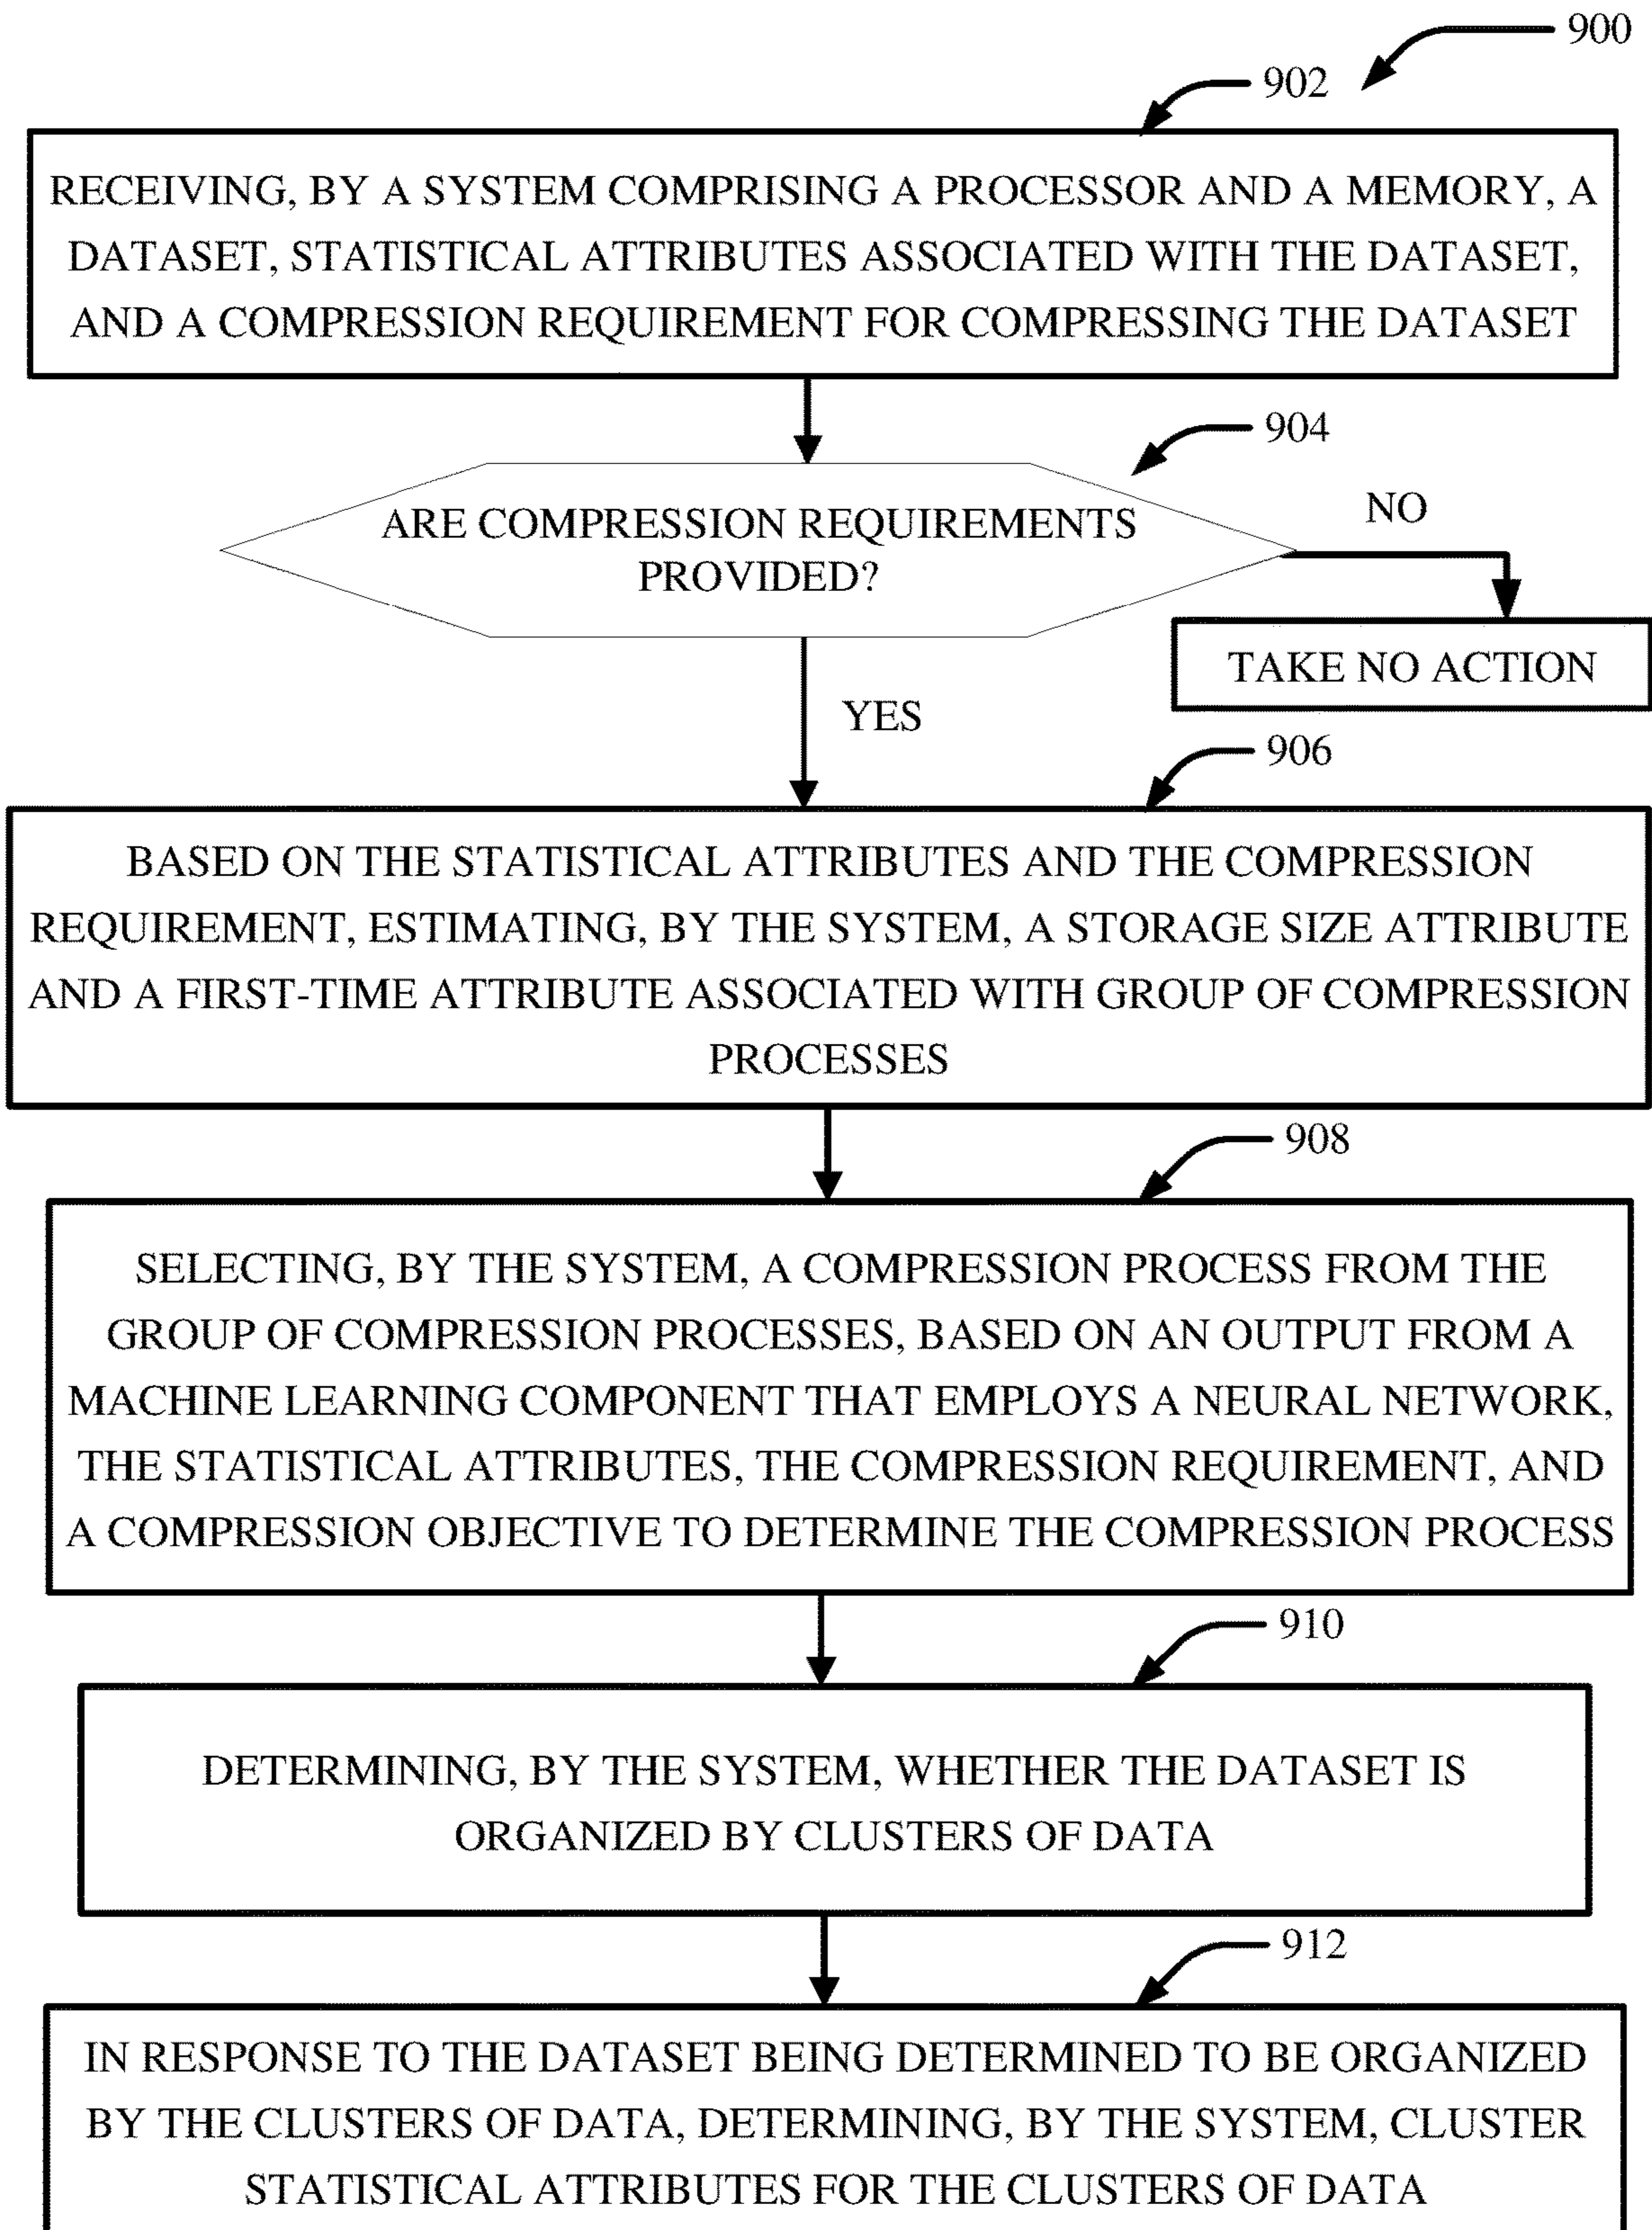 900
902
RECEIVING, BY A SYSTEM COMPRISING A PROCESSOR AND A MEMORY, A
DATASET, STATISTICAL ATTRIBUTES ASSOCIATED WITH THE DATASET,
AND A COMPRESSION REQUIREMENT FOR COMPRESSING THE DATASET
904
ARE COMPRESSION REQUIREMENTS
PROVIDED?
NO
TAKE NO ACTION
YES
906
BASED ON THE STATISTICAL ATTRIBUTES AND THE COMPRESSION
REQUIREMENT, ESTIMATING, BY THE SYSTEM, A STORAGE SIZE ATTRIBUTE
AND A FIRST-TIME ATTRIBUTE ASSOCIATED WITH GROUP OF COMPRESSION
PROCESSES
908
SELECTING, BY THE SYSTEM, A COMPRESSION PROCESS FROM THE
GROUP OF COMPRESSION PROCESSES, BASED ON AN OUTPUT FROM A
MACHINE LEARNING COMPONENT THAT EMPLOYS A NEURAL NETWORK,
THE STATISTICAL ATTRIBUTES, THE COMPRESSION REQUIREMENT, AND
A COMPRESSION OBJECTIVE TO DETERMINE THE COMPRESSION PROCESS
910
DETERMINING, BY THE SYSTEM, WHETHER THE DATASET IS
ORGANIZED BY CLUSTERS OF DATA
912
IN RESPONSE TO THE DATASET BEING DETERMINED TO BE ORGANIZED
BY THE CLUSTERS OF DATA, DETERMINING, BY THE SYSTEM, CLUSTER
STATISTICAL ATTRIBUTES FOR THE CLUSTERS OF DATA